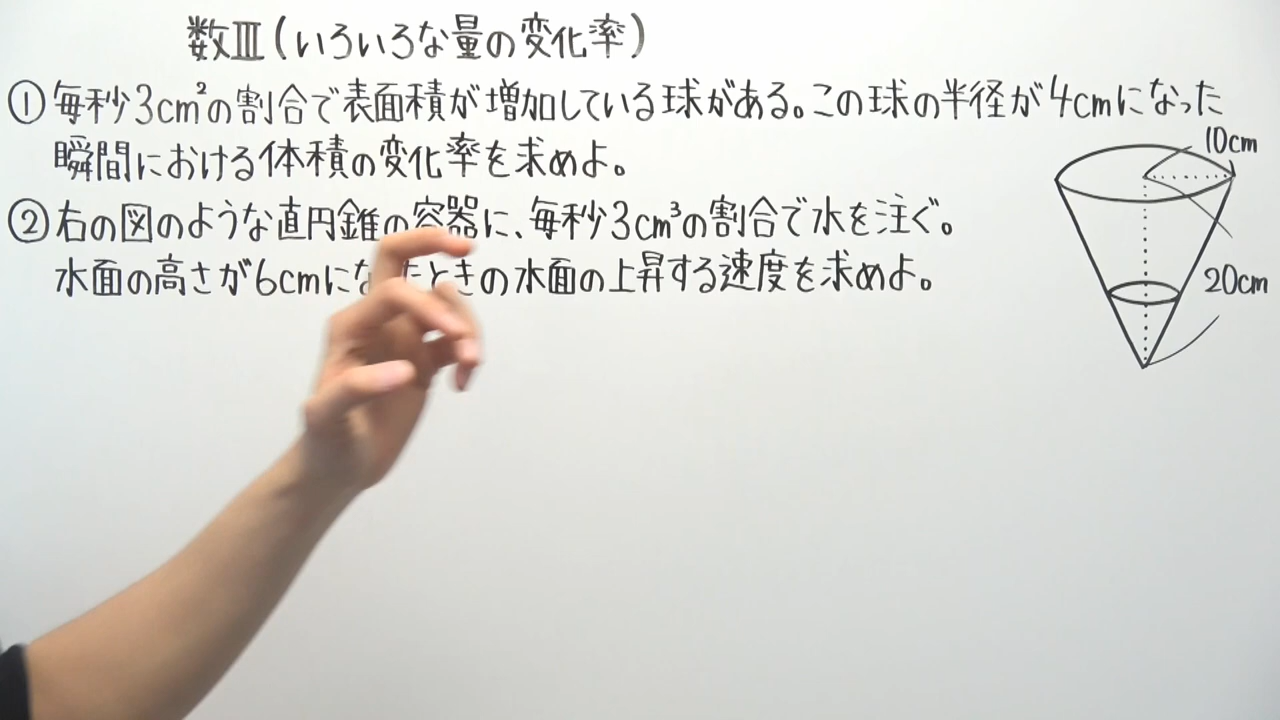 数Ⅲ(いろいろな量の変化率)
①毎秒3cm²の割合で表面積が増加している球がある。この球の半径が4cmになった
瞬間における体積の変化率を求めよ。
②右の図のような直円錐の容器に、毎秒3cm³の割合で水を注ぐ。
水面の高さが6cmになったときの水面の上昇する速度を求めよ。
10cm
20cm